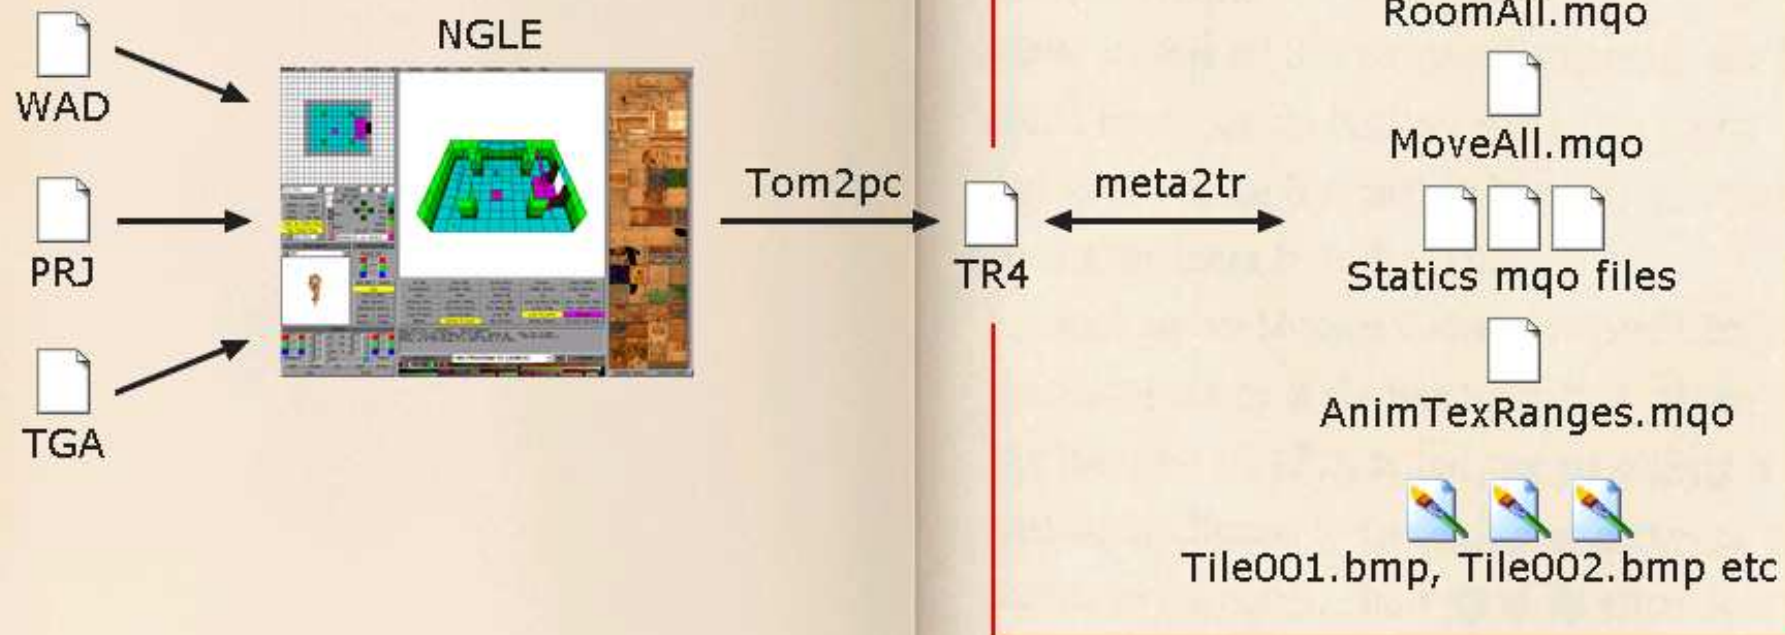 NGLE
WAD
PRJ
TGA
Tom2pc
TR4
meta2tr
RoomAll.mqo
MoveAll.mqo
Statics mqo files
AnimTexRanges.mqo
Tile001.bmp, Tile002.bmp etc